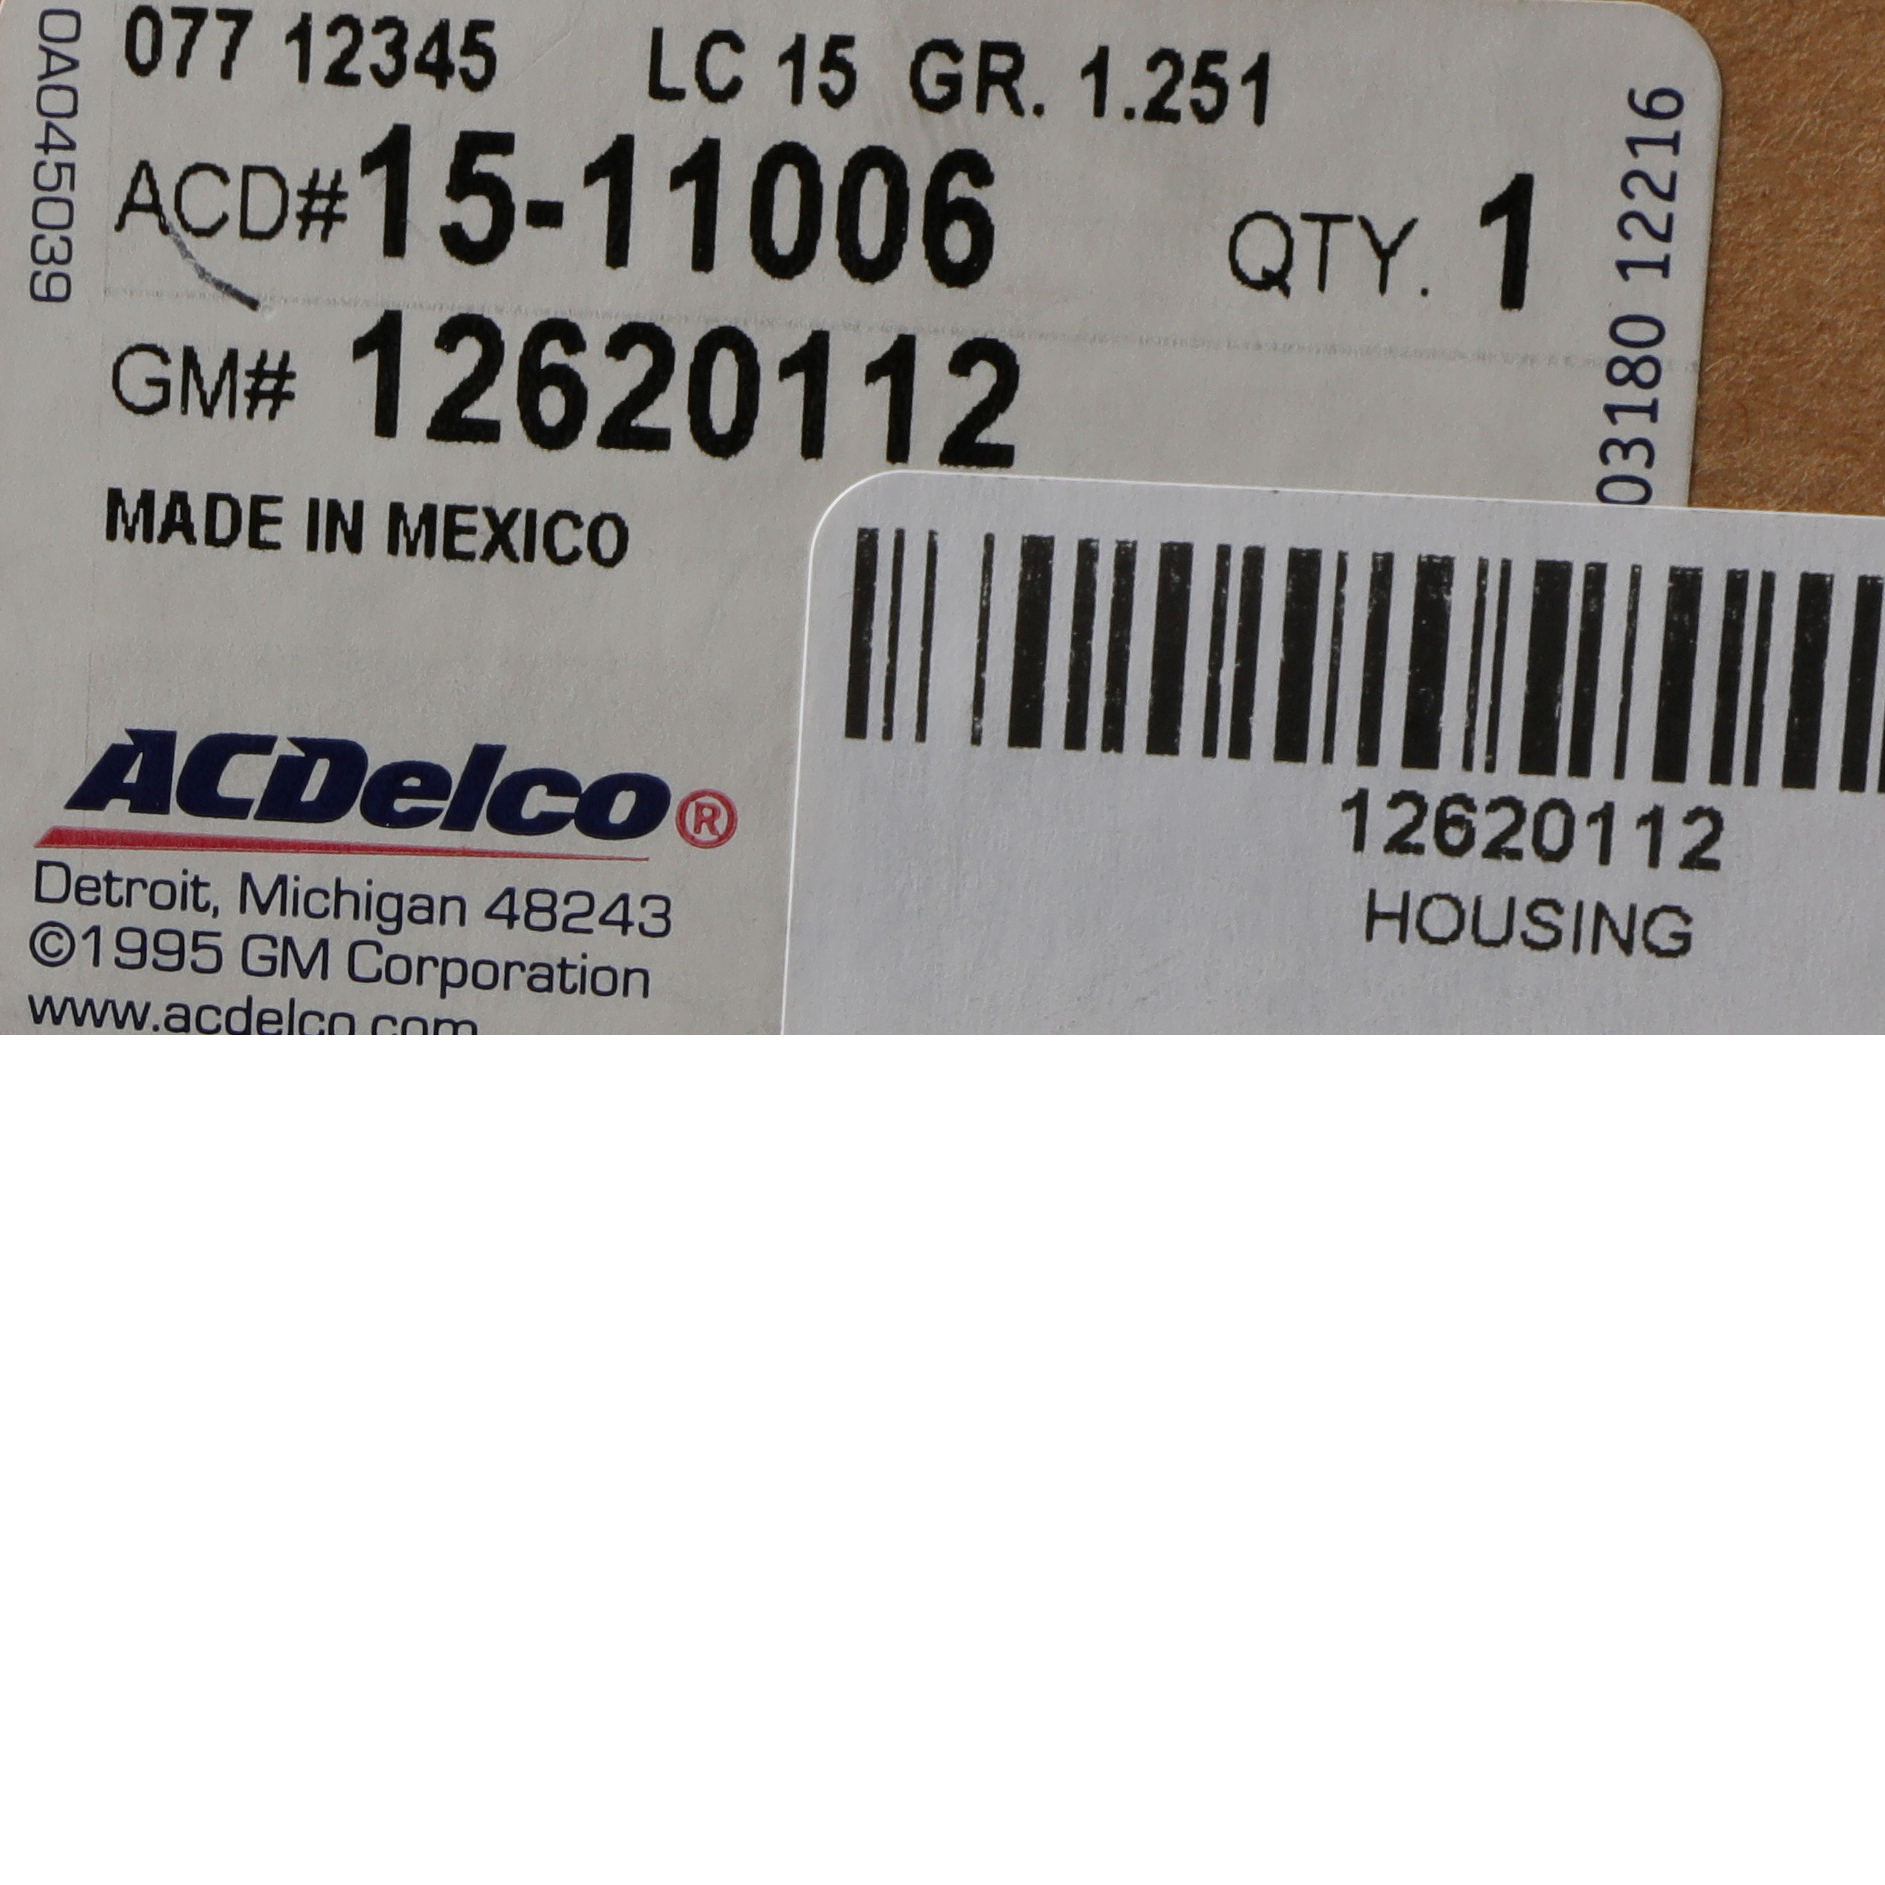 0A045039
077 12345 LC 15 GR. 1.251
ACD# 15-11006 QTY. 1
GM# 12620112
03180 12216
MADE IN MEXICO
ACDelco®
Detroit, Michigan 48243
©1995 GM Corporation
www.acdelco.com
12620112
HOUSING